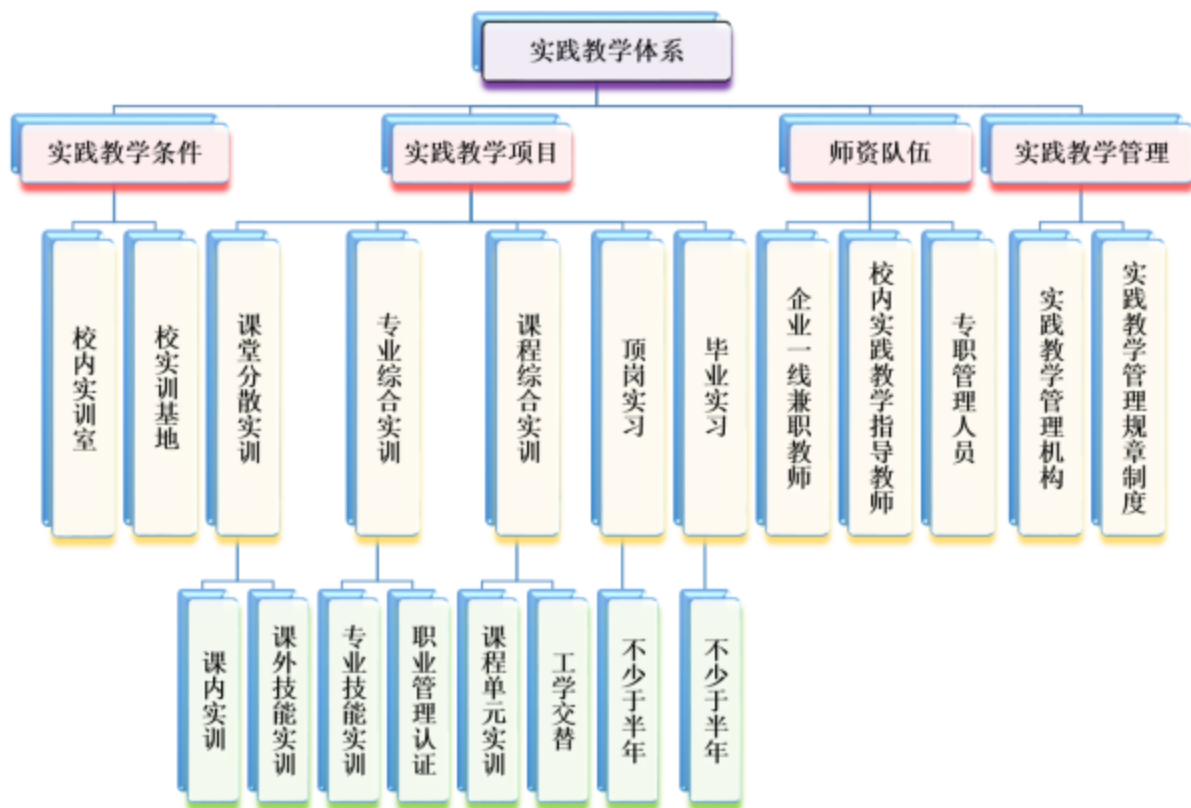 实践教学体系
实践教学条件
实践教学项目
师资队伍
实践教学管理
校内实训室
校实训基地
课堂分散实训
专业综合实训
课程综合实训
顶岗实习
毕业实习
企业一线兼职教师
校内实践教学指导教师
专职管理人员
实践教学管理机构
实践教学管理规章制度
课内实训
课外技能实训
专业技能实训
职业管理认证
课程单元实训
工学交替
不少于半年
不少于半年